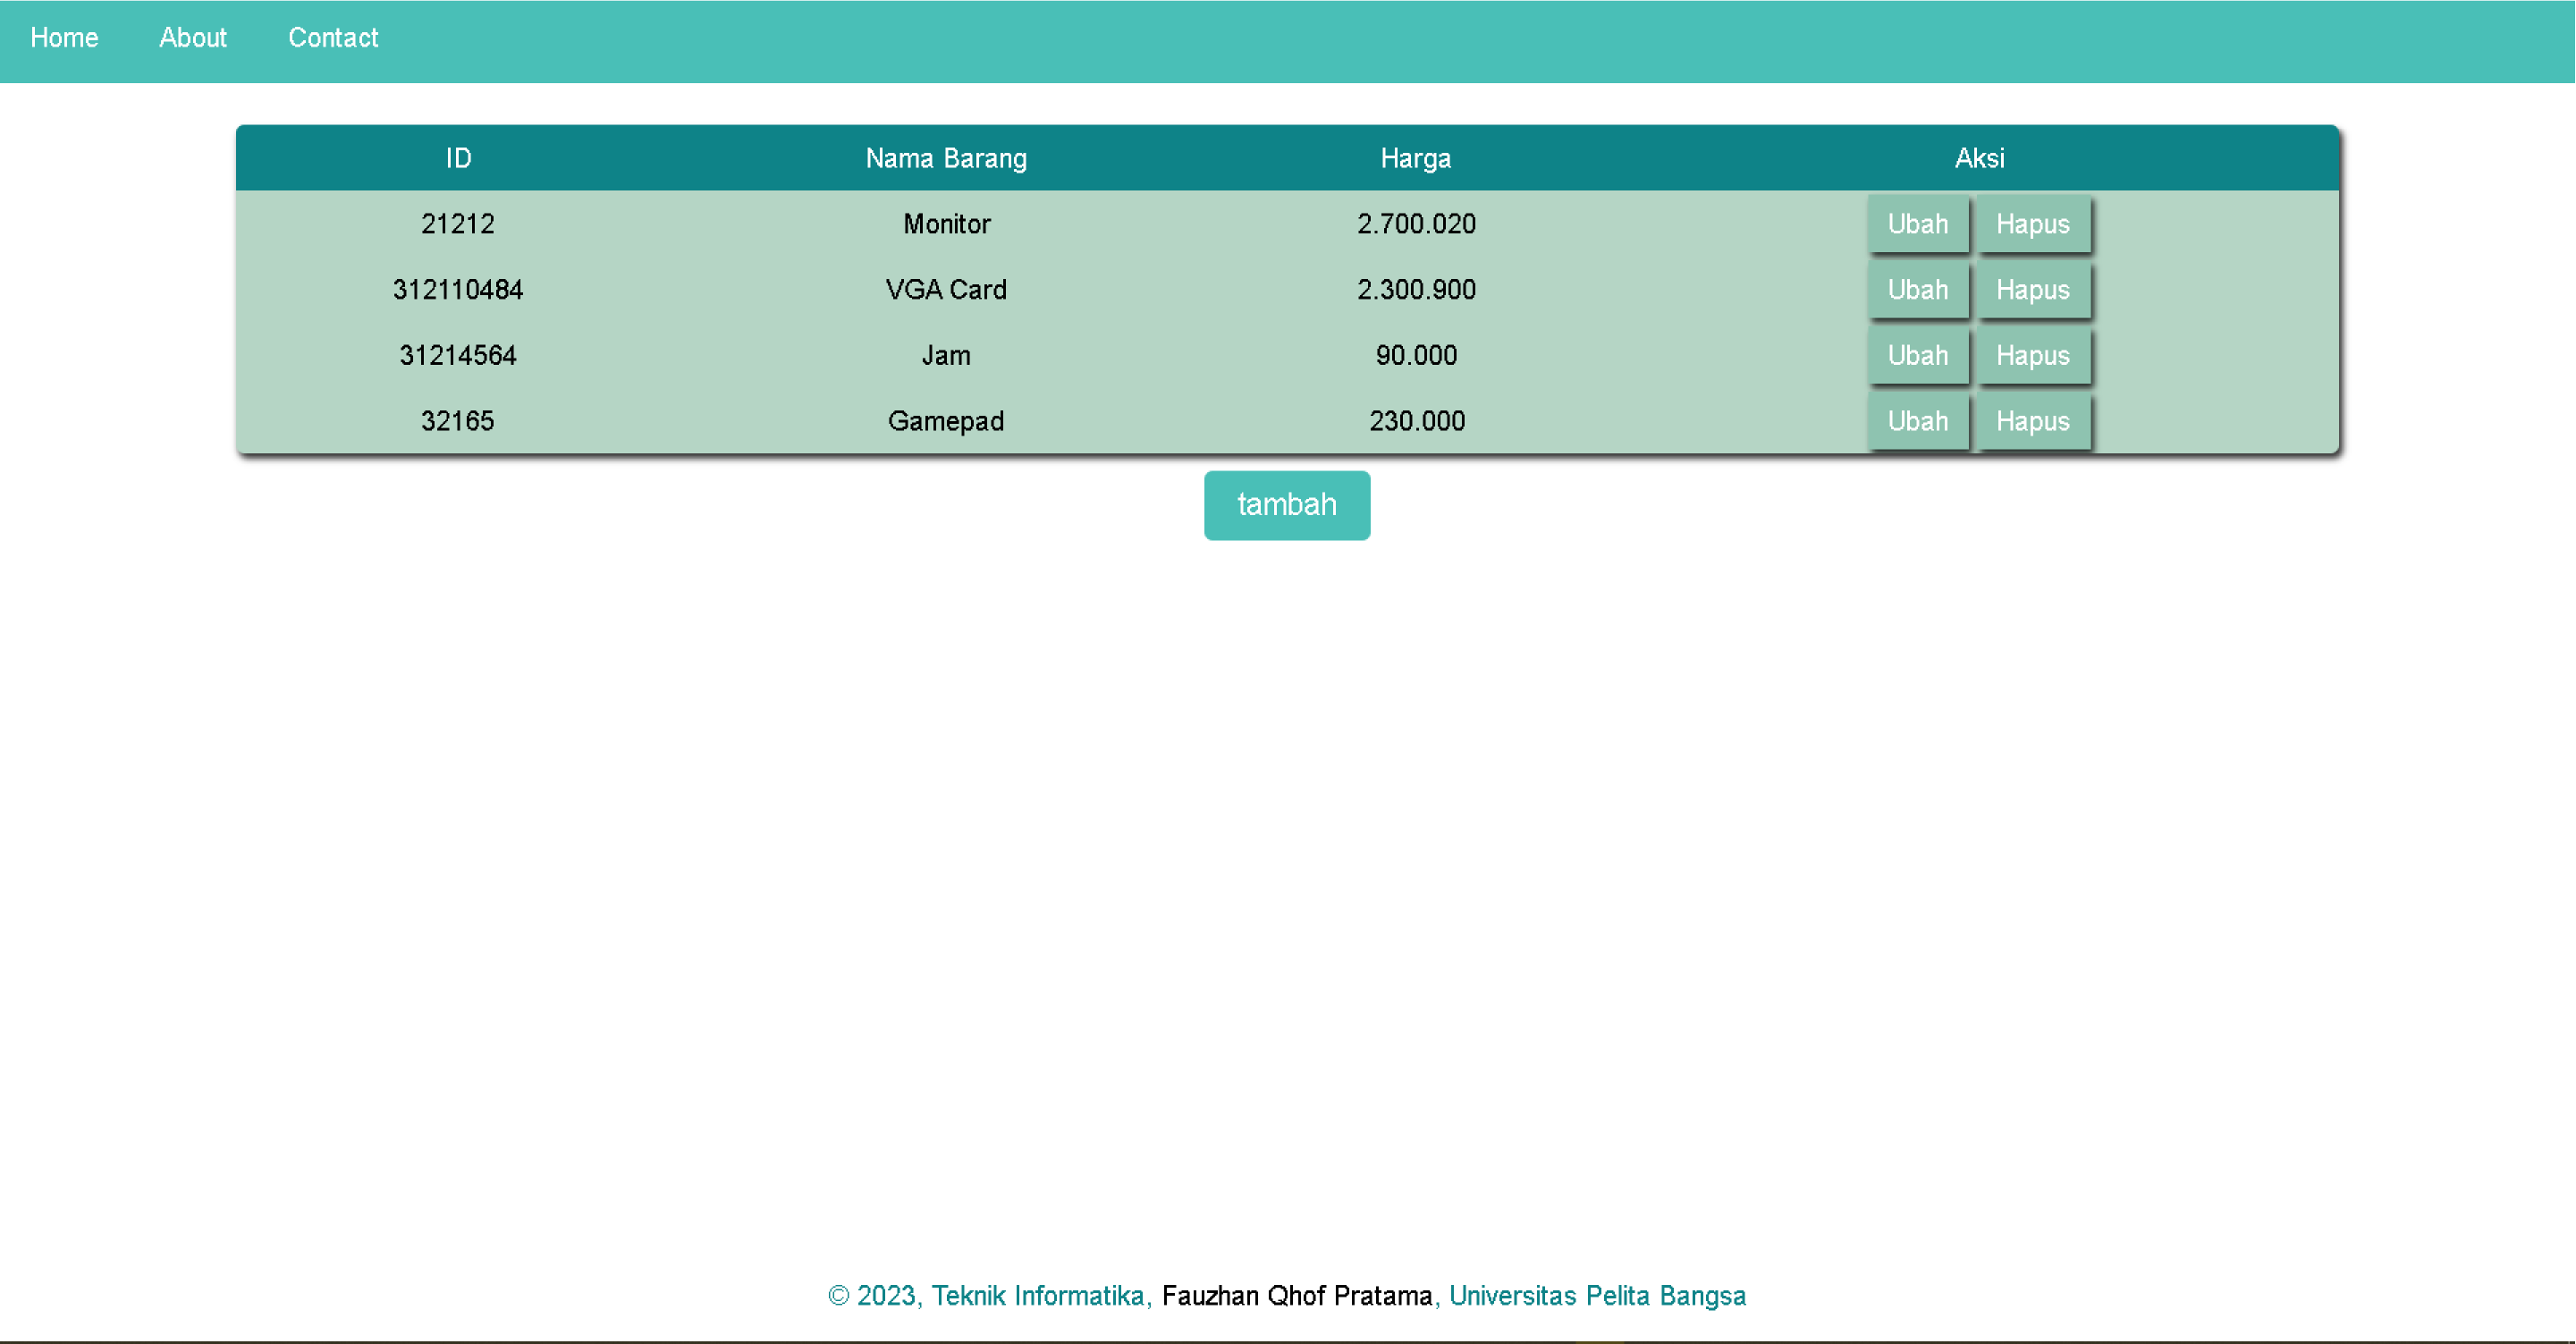 Home About Contact
ID Nama Barang Harga Aksi
21212 Monitor 2.700.020 Ubah Hapus
312110484 VGA Card 2.300.900 Ubah Hapus
31214564 Jam 90.000 Ubah Hapus
32165 Gamepad 230.000 Ubah Hapus
tambah
© 2023, Teknik Informatika, Fauzhan Qhof Pratama, Universitas Pelita Bangsa